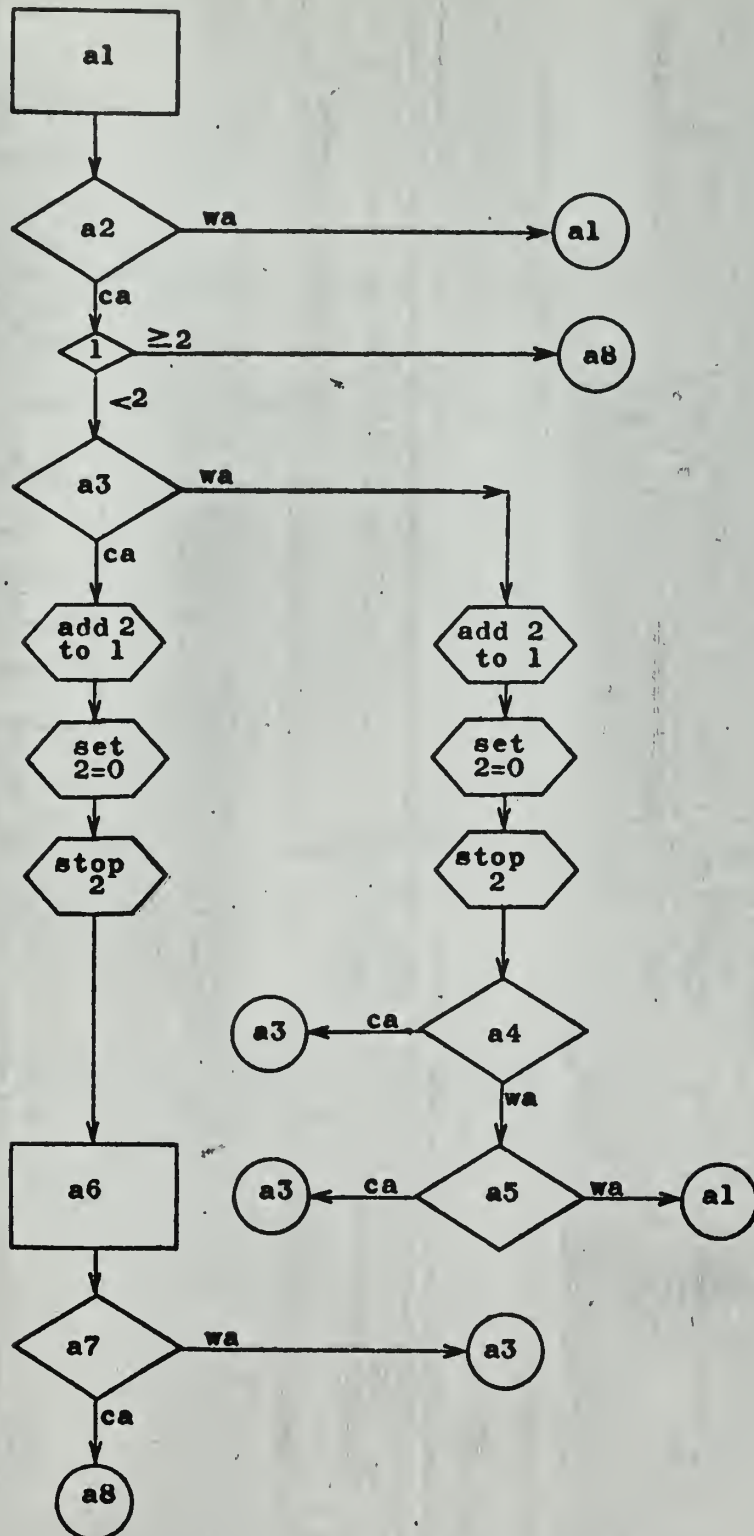 a1
a2
wa
a1
ca
1
≥2
a8
<2
a3
wa
ca
add 2
to 1
add 2
to 1
set
2=0
set
2=0
stop
2
stop
2
a3
ca
a4
wa
a6
a3
ca
a5
wa
a1
a7
wa
a3
ca
a8